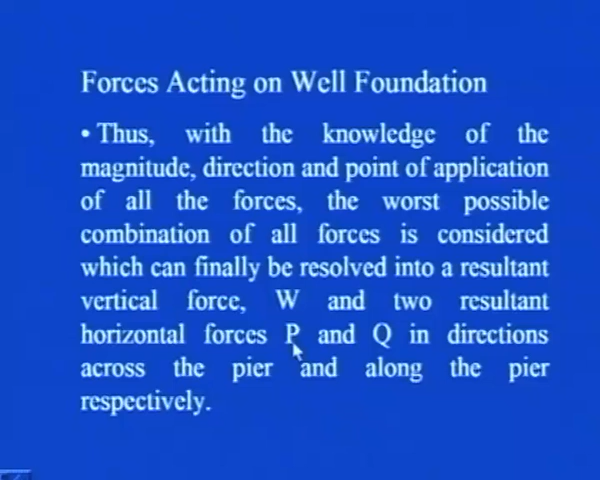 Forces Acting on Well Foundation
• Thus, with the knowledge of the
magnitude, direction and point of application
of all the forces, the worst possible
combination of all forces is considered
which can finally be resolved into a resultant
vertical force, W and two resultant
horizontal forces P and Q in directions
across the pier and along the pier
respectively.